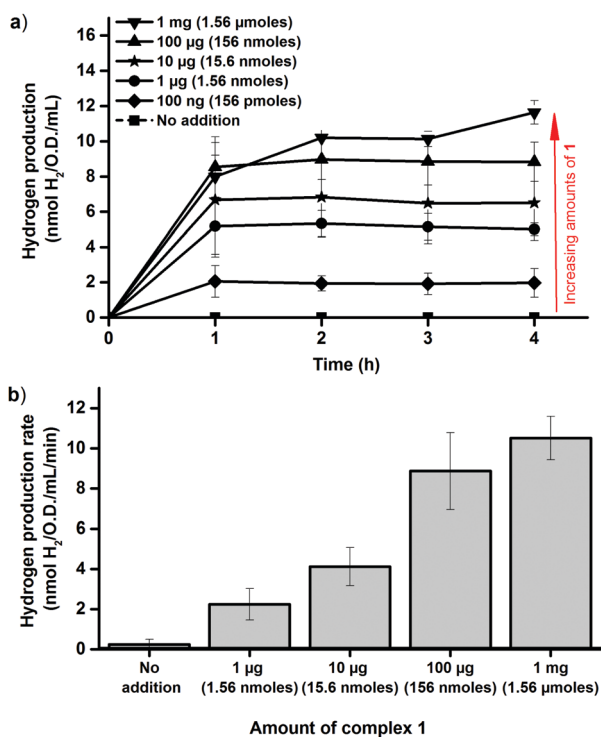 a)
1 mg (1.56 µmoles)
100 µg (156 nmoles)
10 µg (15.6 nmoles)
1 µg (1.56 nmoles)
100 ng (156 pmoles)
No addition
Hydrogen production
(nmol H₂/O.D./mL)
16
14
12
10
8
6
4
2
0
Increasing amounts of 1
0 1 2 3 4
Time (h)
b)
Hydrogen production rate
(nmol H₂/O.D./mL/min)
12
10
8
6
4
2
0
No 1 µg 10 µg 100 µg 1 mg
addition (1.56 nmoles) (15.6 nmoles) (156 nmoles) (1.56 µmoles)
Amount of complex 1